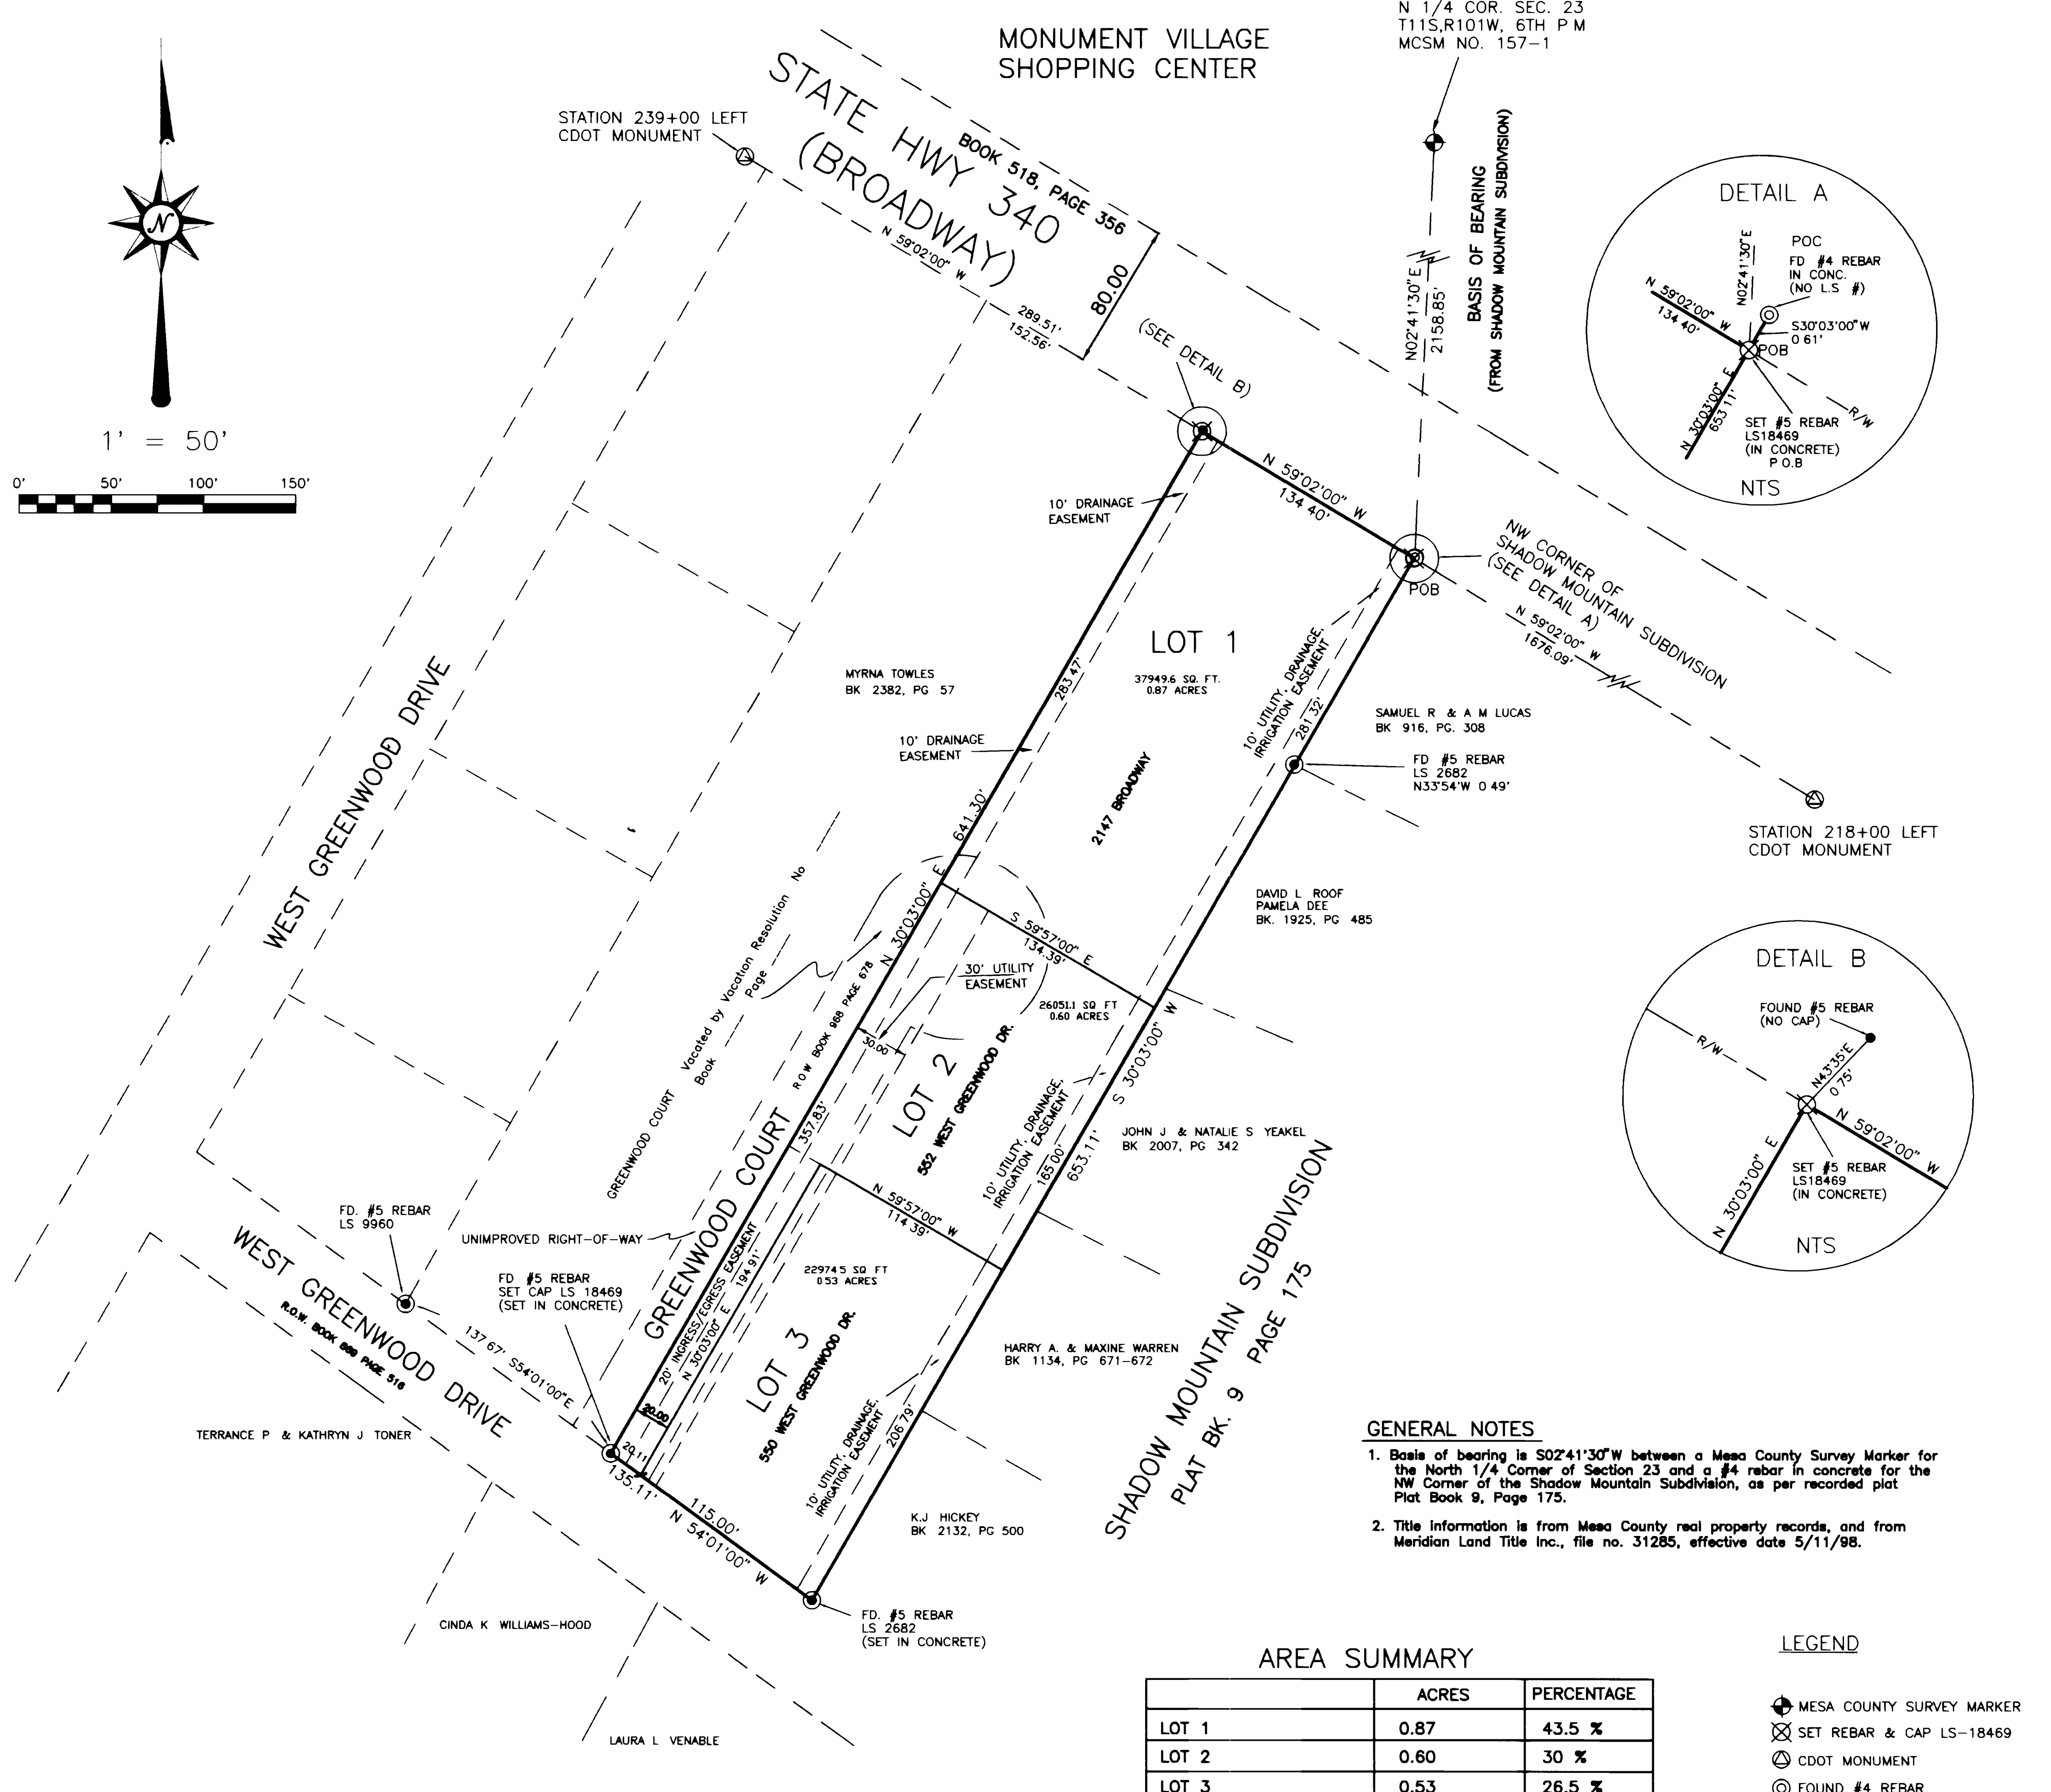 MONUMENT VILLAGE
SHOPPING CENTER
N 1/4 COR. SEC. 23
T11S,R101W, 6TH P M
MCSM NO. 157-1
STATION 239+00 LEFT
CDOT MONUMENT
STATE HWY 340
(BROADWAY)
BOOK 518, PAGE 356
N 59°02'00" W
289.51'
152.56'
80.00
(SEE DETAIL B)
N02°41'30"E
2158.85'
BASIS OF BEARING
(FROM SHADOW MOUNTAIN SUBDIVISION)
N
1' = 50'
0' 50' 100' 150'
DETAIL A
N02°41'30"E
POC
FD #4 REBAR
IN CONC.
(NO L.S #)
N 59°02'00" W
134 40'
S30°03'00"W
0 61'
POB
N 30°03'00" E
653 11'
R/W
SET #5 REBAR
LS18469
(IN CONCRETE)
P O.B
NTS
10' DRAINAGE
EASEMENT
N 59°02'00" W
134 40'
POB
NW CORNER OF
SHADOW MOUNTAIN SUBDIVISION
(SEE DETAIL A)
N 59°02'00" W
1676.09'
LOT 1
37949.6 SQ. FT.
0.87 ACRES
2147 BROADWAY
MYRNA TOWLES
BK 2382, PG 57
283 47'
10' DRAINAGE
EASEMENT
641.30'
N 30°03'00" E
10' UTILITY, DRAINAGE,
IRRIGATION EASEMENT
281 32'
SAMUEL R & A M LUCAS
BK 916, PG. 308
FD #5 REBAR
LS 2682
N33°54'W 0 49'
STATION 218+00 LEFT
CDOT MONUMENT
DAVID L ROOF
PAMELA DEE
BK. 1925, PG 485
WEST GREENWOOD DRIVE
GREENWOOD COURT Vacated by Vacation Resolution No
Book Page
S 59°57'00" E
134.39'
30' UTILITY
EASEMENT
30.00
26051.1 SQ FT
0.60 ACRES
LOT 2
552 WEST GREENWOOD DR.
R O W BOOK 968 PAGE 678
357.83'
S 30°03'00" W
653.11'
10' UTILITY, DRAINAGE,
IRRIGATION EASEMENT
165 00'
JOHN J & NATALIE S YEAKEL
BK 2007, PG 342
DETAIL B
FOUND #5 REBAR
(NO CAP)
R/W
N43°35'E
0 75'
N 59°02'00" W
N 30°03'00" E
SET #5 REBAR
LS18469
(IN CONCRETE)
NTS
FD. #5 REBAR
LS 9960
UNIMPROVED RIGHT-OF-WAY
GREENWOOD COURT
20' INGRESS/EGRESS EASEMENT
N 30°03'00" E
194 91'
N 59°57'00" W
114 39'
22974 5 SQ FT
0 53 ACRES
LOT 3
550 WEST GREENWOOD DR.
FD #5 REBAR
SET CAP LS 18469
(SET IN CONCRETE)
WEST GREENWOOD DRIVE
137 67' S54°01'00"E
TERRANCE P & KATHRYN J TONER
20.00
20.11
135.11'
115.00'
N 54°01'00" W
10' UTILITY, DRAINAGE,
IRRIGATION EASEMENT
206 79'
HARRY A. & MAXINE WARREN
BK 1134, PG 671-672
K.J HICKEY
BK 2132, PG 500
SHADOW MOUNTAIN SUBDIVISION
PLAT BK. 9 PAGE 175
FD. #5 REBAR
LS 2682
(SET IN CONCRETE)
CINDA K WILLIAMS-HOOD
LAURA L VENABLE
GENERAL NOTES
1. Basis of bearing is S02°41'30"W between a Mesa County Survey Marker for
the North 1/4 Corner of Section 23 and a #4 rebar in concrete for the
NW Corner of the Shadow Mountain Subdivision, as per recorded plat
Plat Book 9, Page 175.
2. Title information is from Mesa County real property records, and from
Meridian Land Title Inc., file no. 31285, effective date 5/11/98.
AREA SUMMARY
ACRES PERCENTAGE
LOT 1 0.87 43.5 %
LOT 2 0.60 30 %
LOT 3 0.53 26.5 %
LEGEND
MESA COUNTY SURVEY MARKER
SET REBAR & CAP LS-18469
CDOT MONUMENT
FOUND #4 REBAR